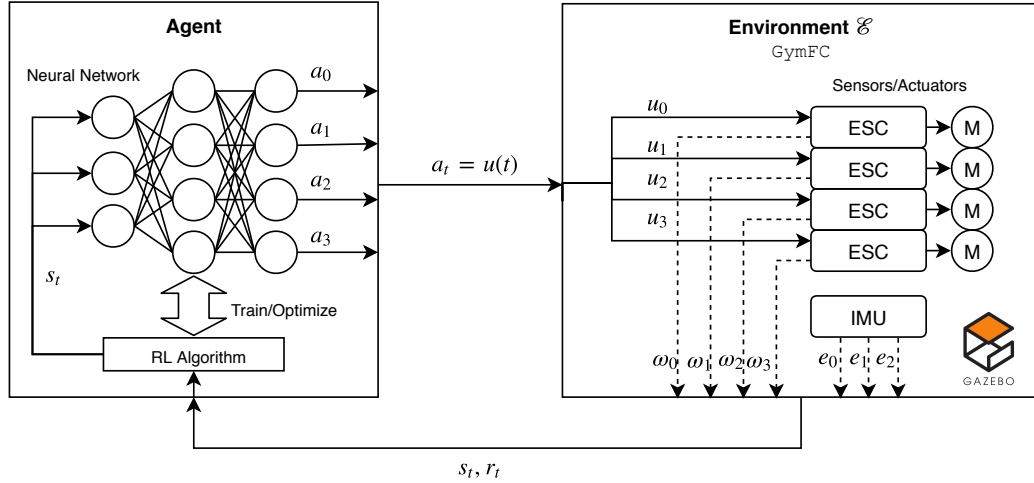 Agent
Neural Network
a₀
a₁
a₂
a₃
sₜ
Train/Optimize
RL Algorithm
aₜ = u(t)
Environment ℰ
GymFC
Sensors/Actuators
u₀
u₁
u₂
u₃
ESC
M
ESC
M
ESC
M
ESC
M
IMU
ω₀ ω₁ ω₂ ω₃
e₀ e₁ e₂
GAZEBO
sₜ, rₜ